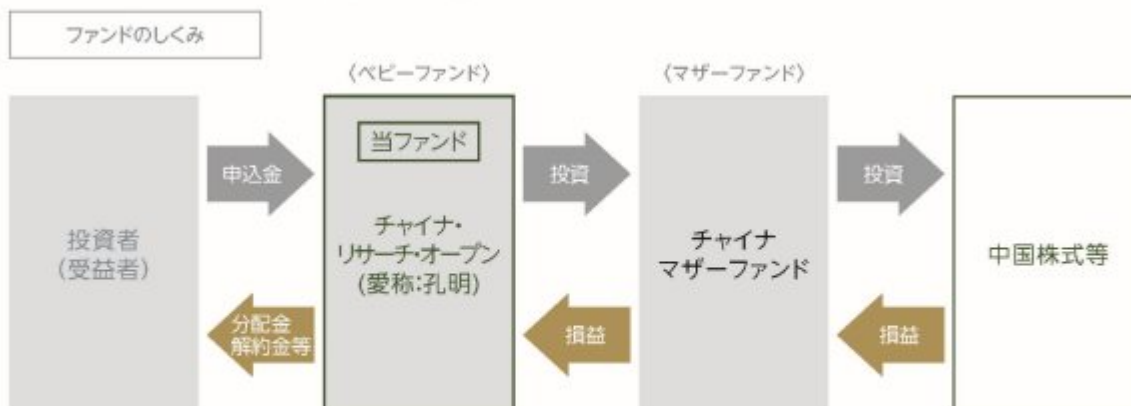 ファンドのしくみ
〈ベビーファンド〉
〈マザーファンド〉
投資者
(受益者)
申込金
分配金
解約金等
当ファンド
チャイナ・
リサーチ・オープン
(愛称:孔明)
投資
損益
チャイナ
マザーファンド
投資
損益
中国株式等